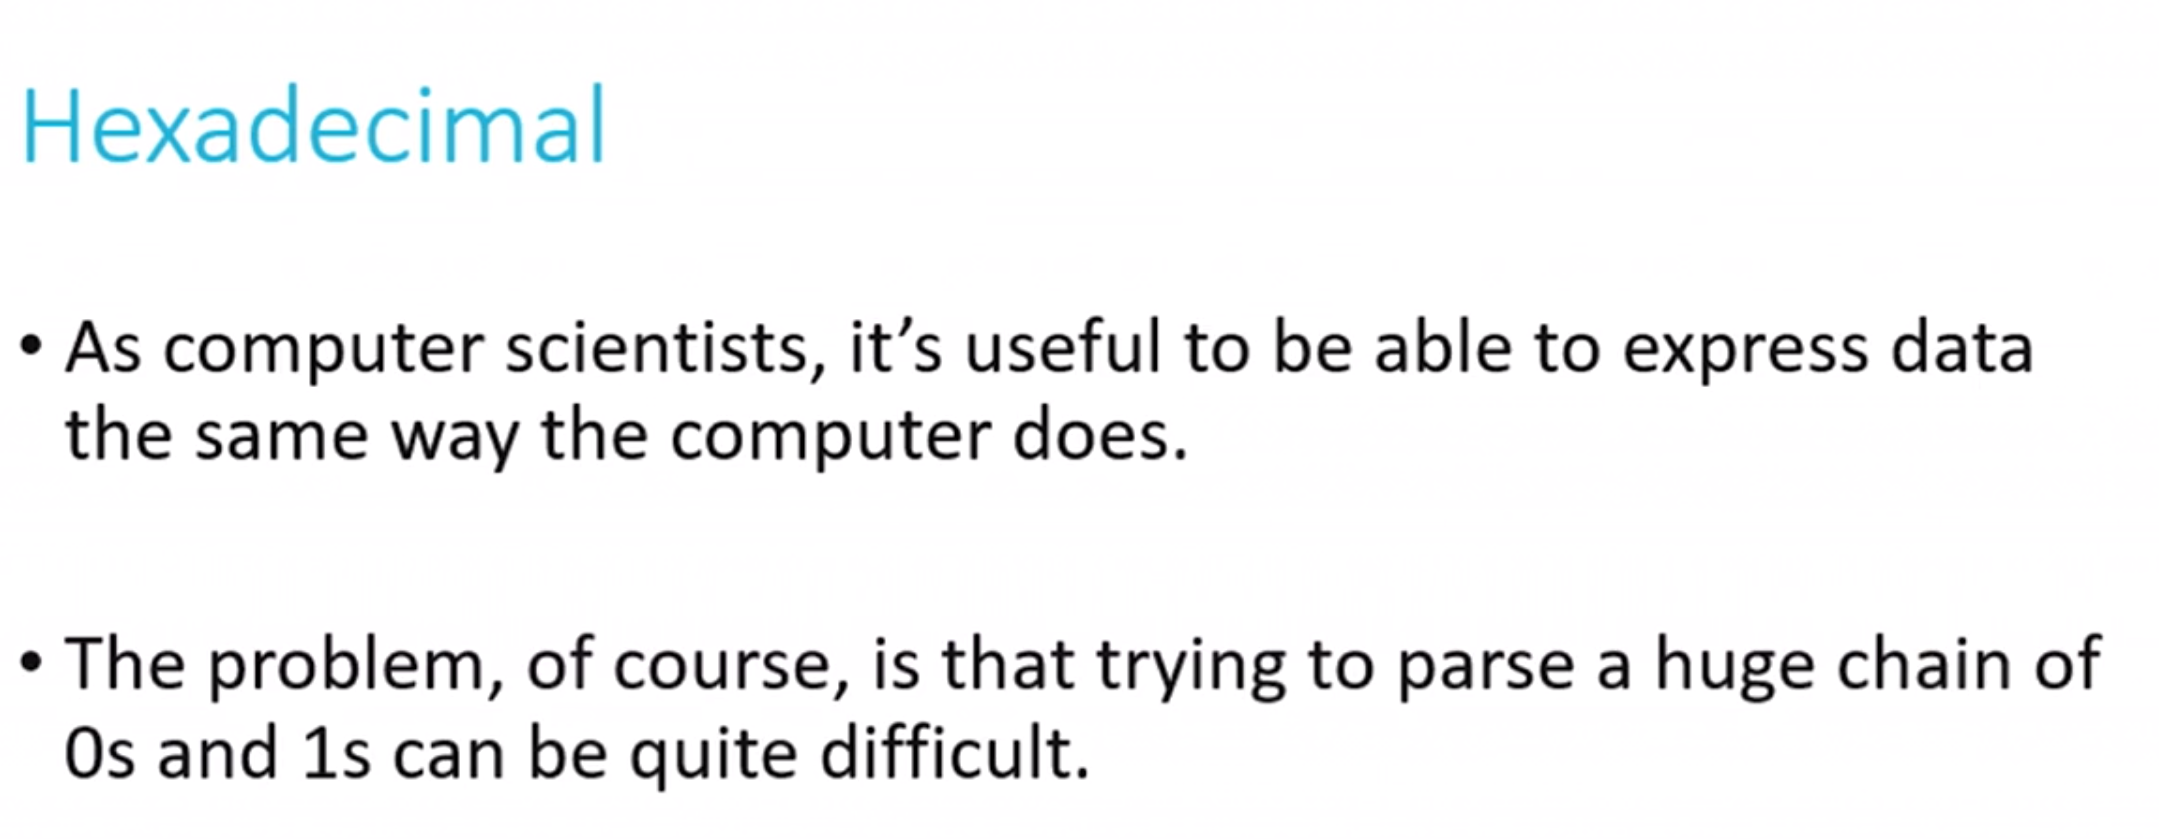 Hexadecimal
• As computer scientists, it’s useful to be able to express data
the same way the computer does.
• The problem, of course, is that trying to parse a huge chain of
0s and 1s can be quite difficult.